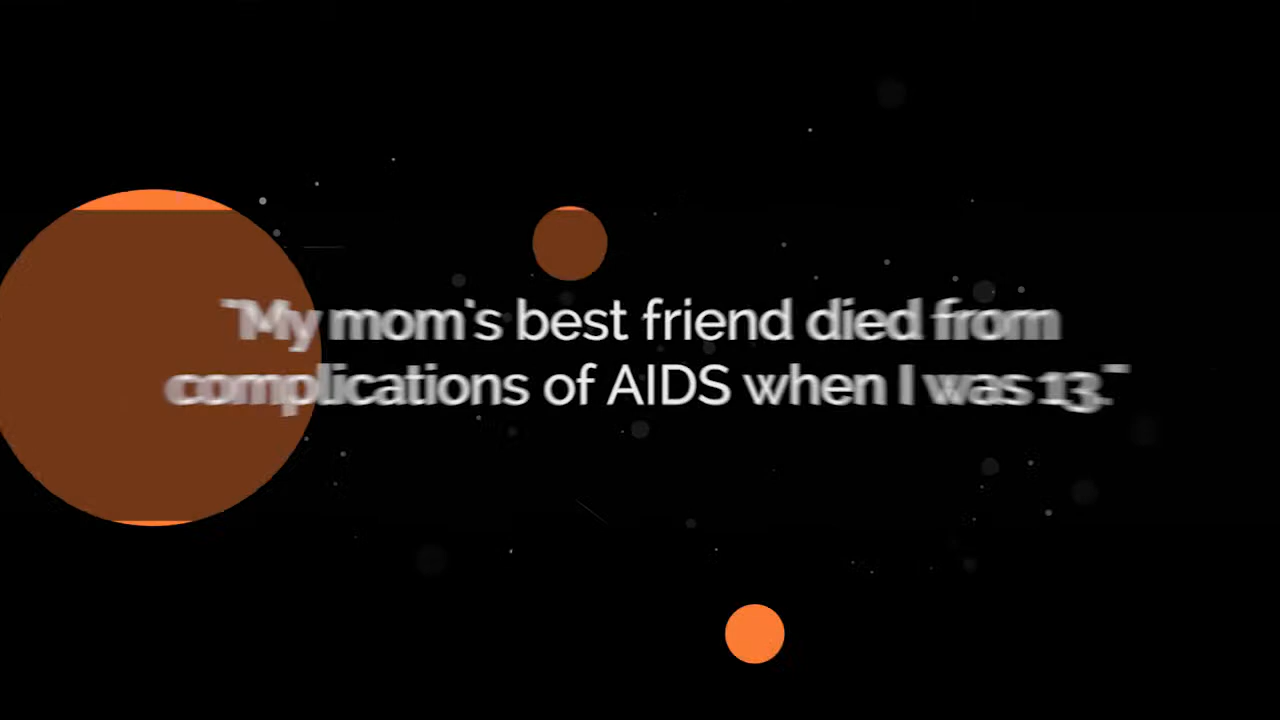 "My mom's best friend died from
complications of AIDS when I was 13."